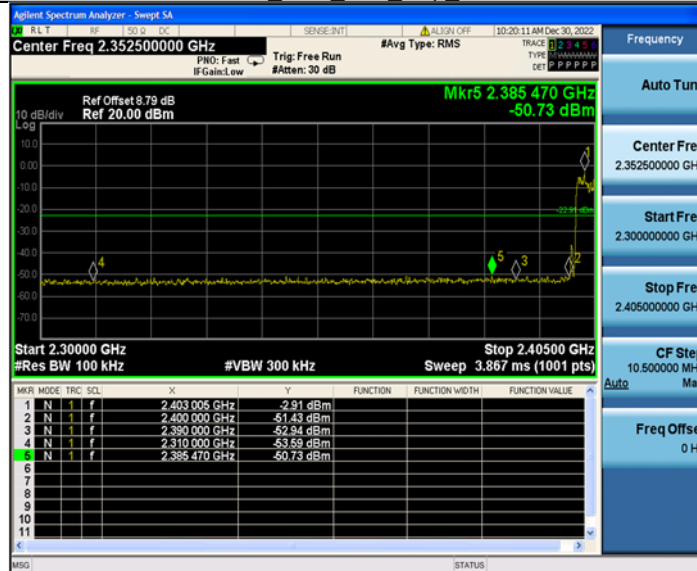 Agilent Spectrum Analyzer - Swept SA
RL T RF 50 Ω DC SENSE:INT ALIGN OFF 10:20:11 AM Dec 30, 2022
Center Freq 2.352500000 GHz #Avg Type: RMS TRACE 1 2 3 4 5 6
PNO: Fast Trig: Free Run TYPE
IFGain:Low #Atten: 30 dB DET P P P P P P
Mkr5 2.385 470 GHz
-50.73 dBm
Ref Offset 8.79 dB
10 dB/div Ref 20.00 dBm
Log
10.0
0.00
-10.0
-20.0
-22.91 dBm
-30.0
-40.0
-50.0
-70.0
1
4
5
3
2
Start 2.30000 GHz Stop 2.40500 GHz
#Res BW 100 kHz #VBW 300 kHz Sweep 3.867 ms (1001 pts)
MKR MODE TRC SCL X Y FUNCTION FUNCTION WIDTH FUNCTION VALUE
1 N 1 f 2.403 005 GHz -2.91 dBm
2 N 1 f 2.400 000 GHz -51.43 dBm
3 N 1 f 2.390 000 GHz -52.94 dBm
4 N 1 f 2.310 000 GHz -53.59 dBm
5 N 1 f 2.385 470 GHz -50.73 dBm
6
7
8
9
10
11
MSG STATUS
Frequency
Auto Tun
Center Fre
2.352500000 GH
Start Fre
2.300000000 GH
Stop Fre
2.405000000 GH
CF Ste
10.500000 MH
Auto Ma
Freq Offse
0 H